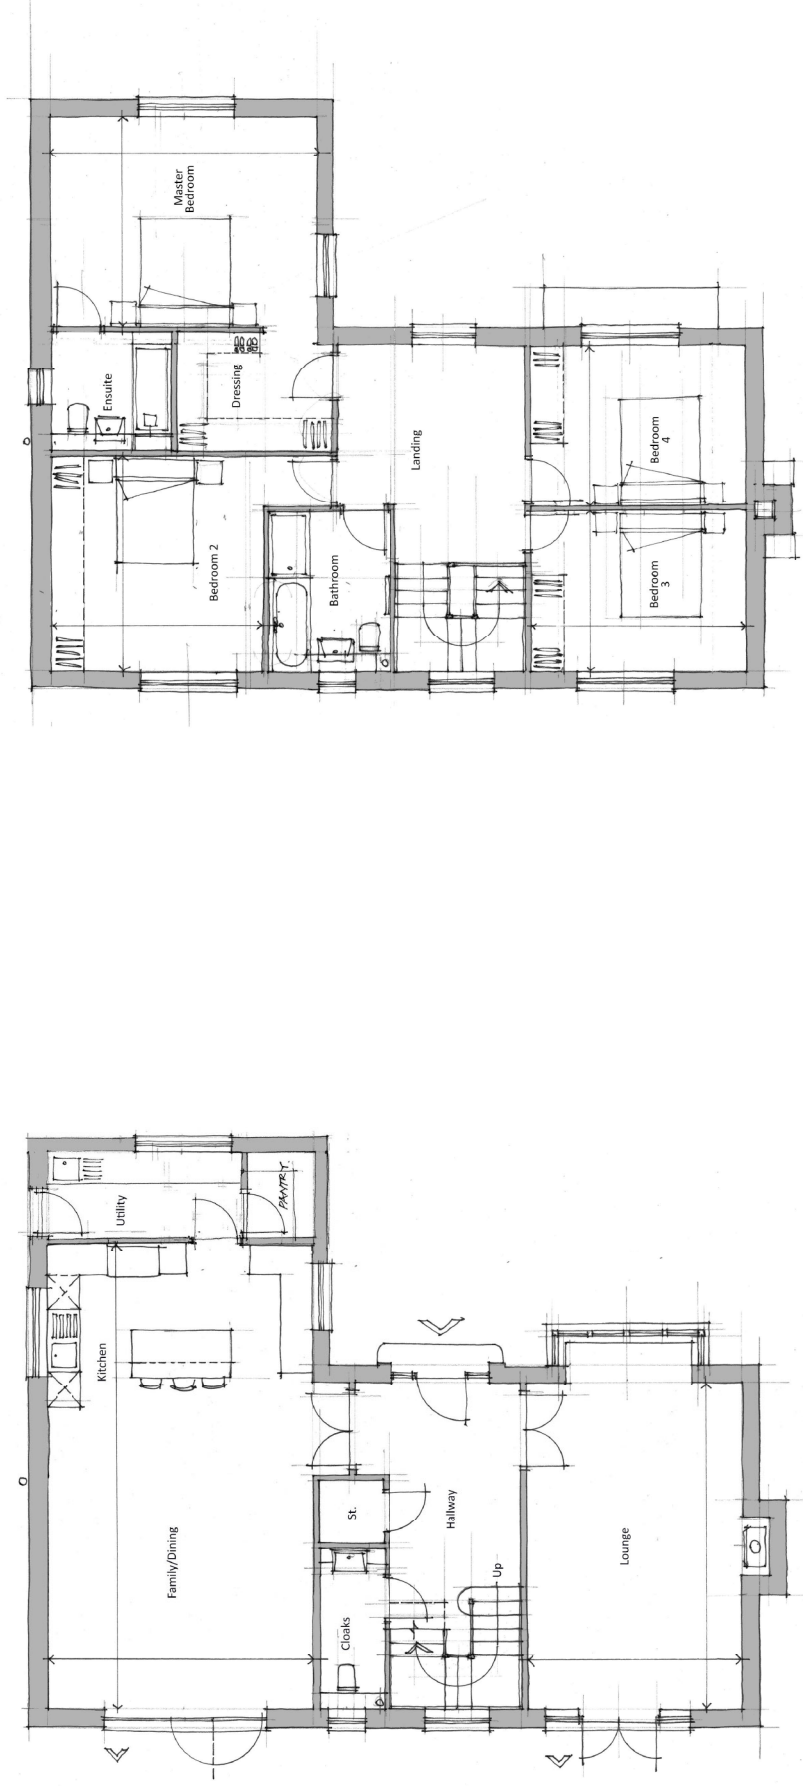 Master
Bedroom
Ensuite
Dressing
Bedroom 2
Landing
Bathroom
Bedroom
4
Bedroom
3
Utility
PANTRY.
Kitchen
Family/Dining
St.
Hallway
Up
Cloaks
Lounge